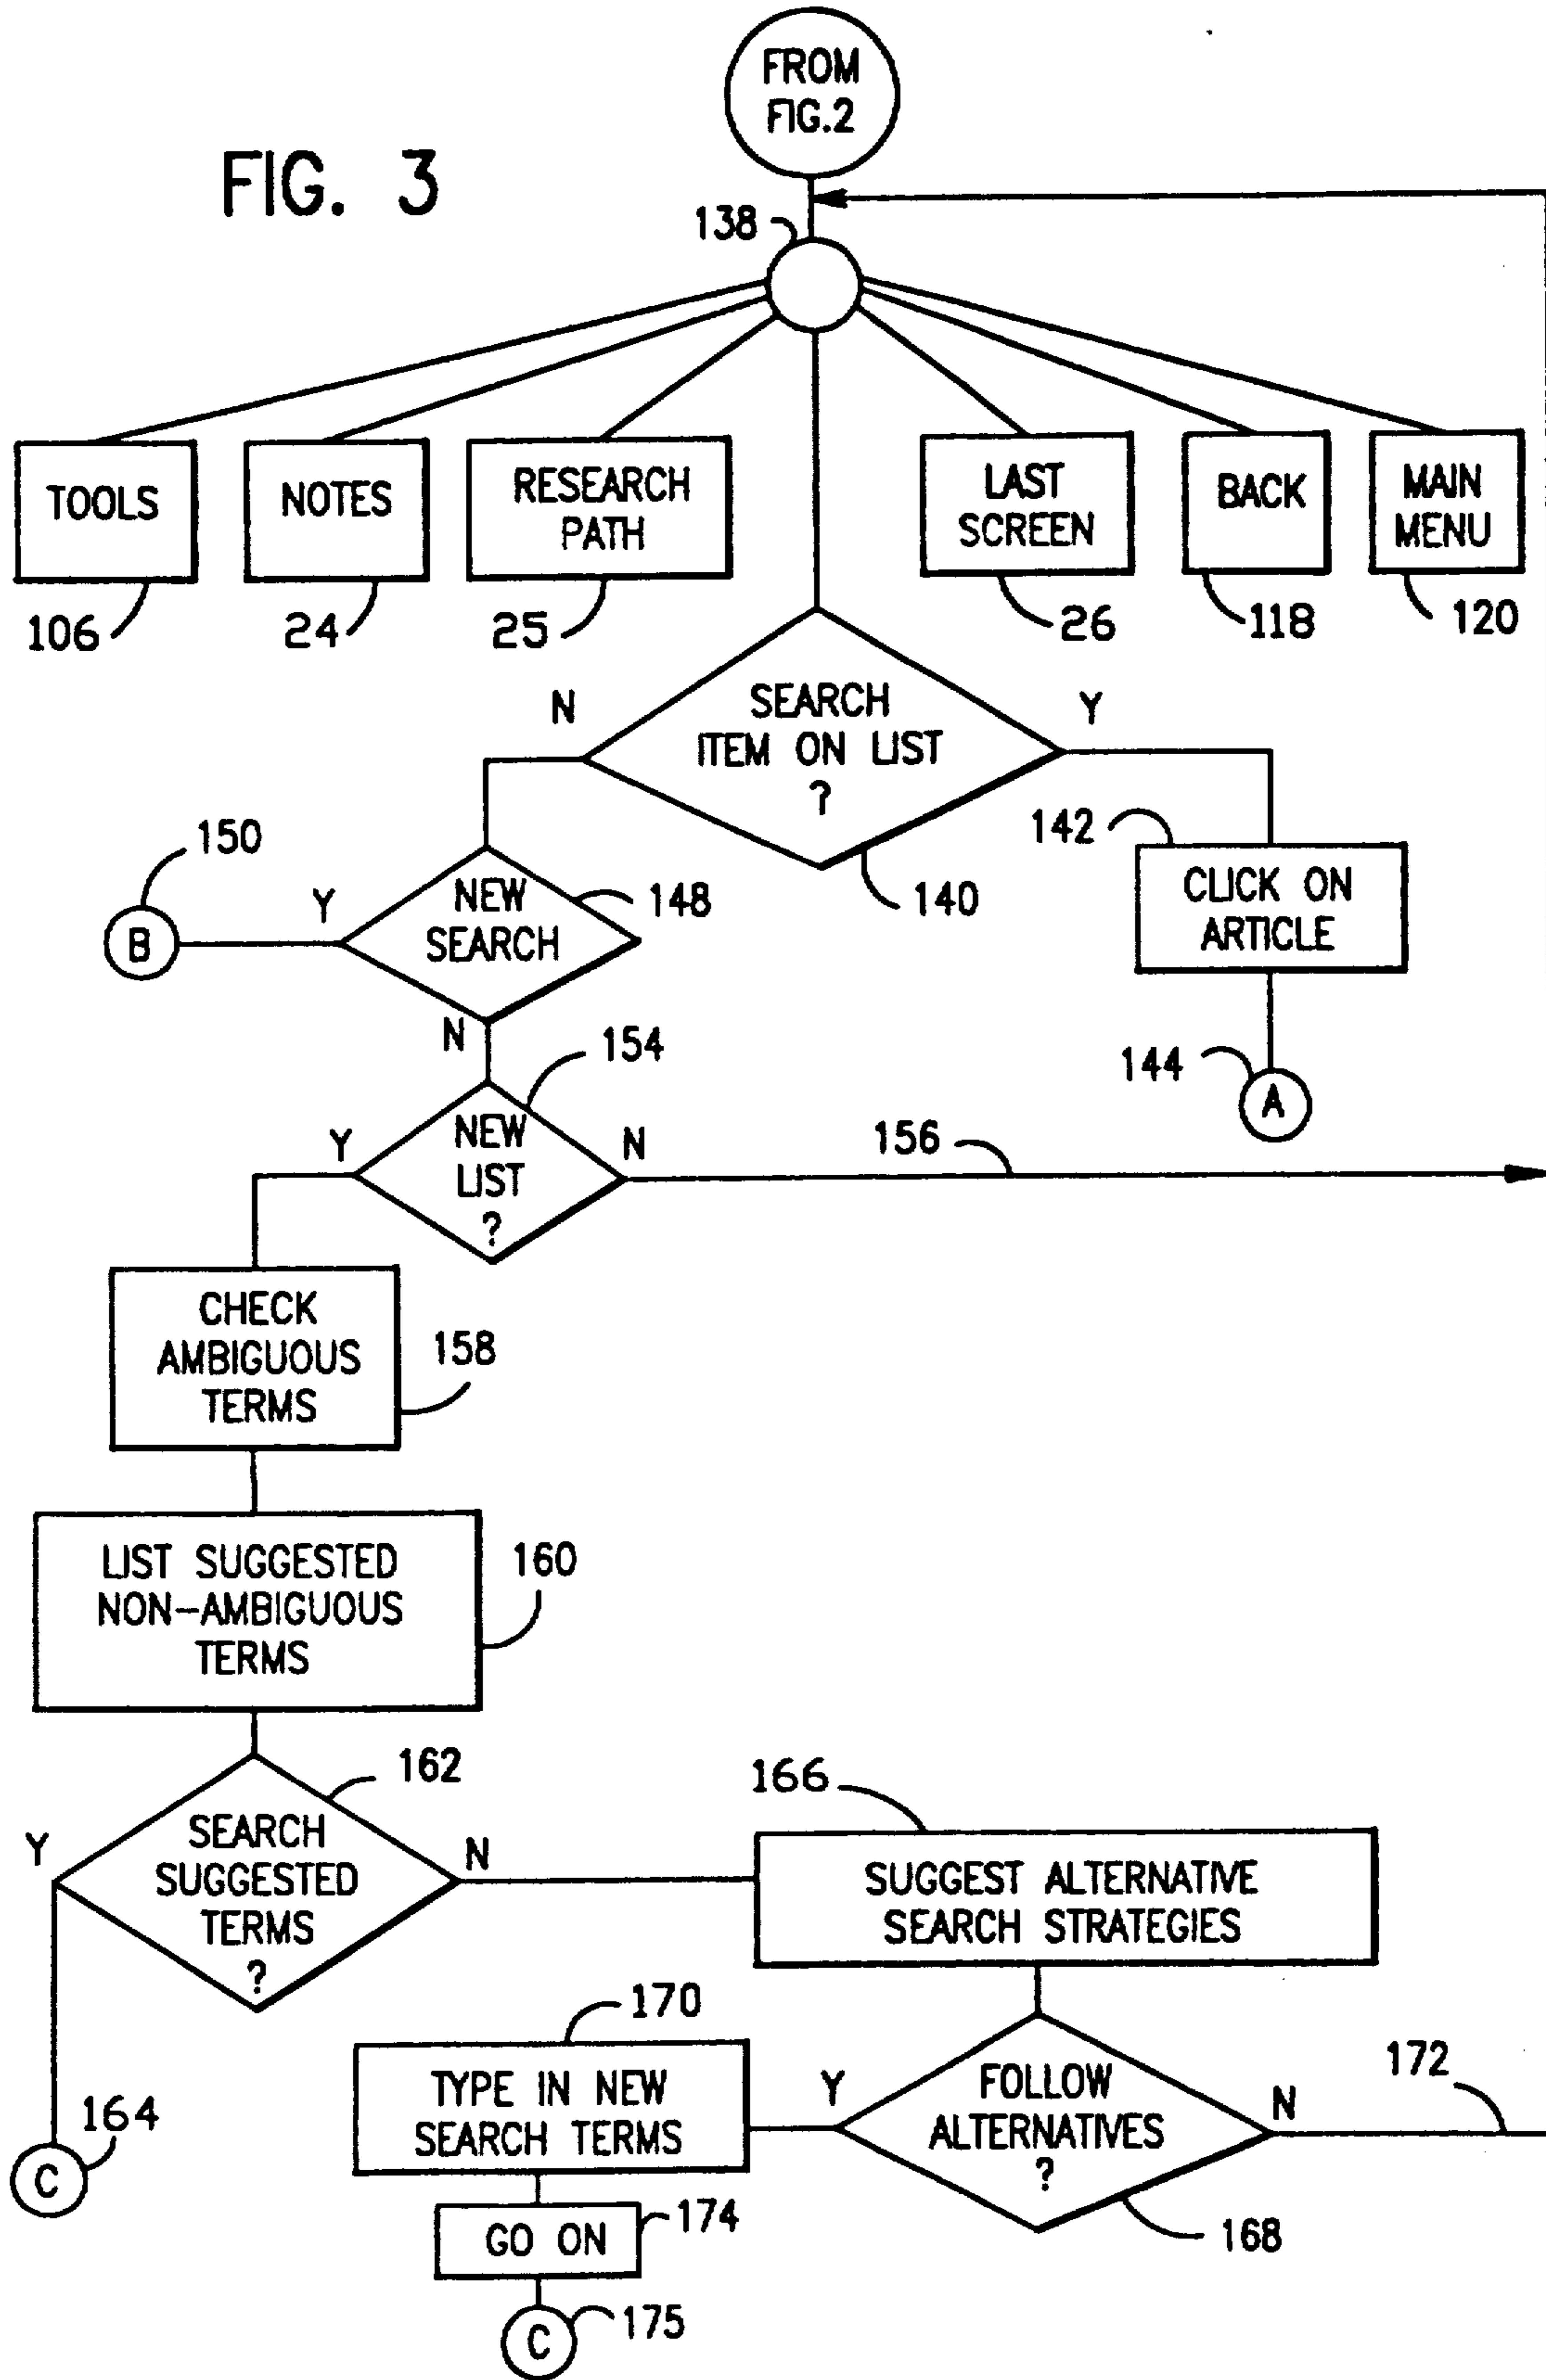 FROM
FIG.2
FIG. 3
138
TOOLS
NOTES
RESEARCH
PATH
LAST
SCREEN
BACK
MAIN
MENU
106
24
25
26
118
120
N
SEARCH
ITEM ON LIST
?
Y
140
142
CLICK ON
ARTICLE
144
A
150
B
Y
NEW
SEARCH
148
N
154
Y
NEW
LIST
?
N
156
CHECK
AMBIGUOUS
TERMS
158
LIST SUGGESTED
NON-AMBIGUOUS
TERMS
160
162
Y
SEARCH
SUGGESTED
TERMS
?
N
166
SUGGEST ALTERNATIVE
SEARCH STRATEGIES
164
C
170
TYPE IN NEW
SEARCH TERMS
Y
FOLLOW
ALTERNATIVES
?
N
172
168
GO ON
174
C
175